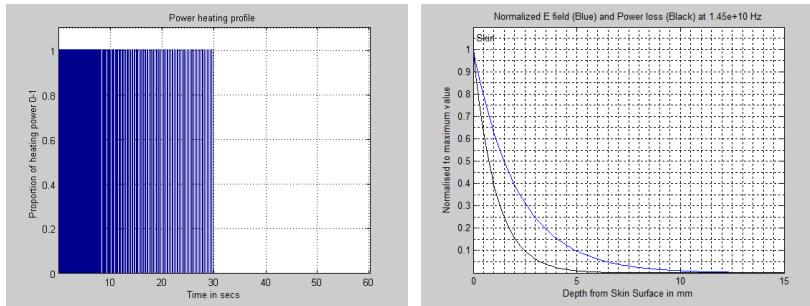 Power heating profile
Proportion of heating power 0-1
1
0.8
0.6
0.4
0.2
0
10 20 30 40 50 60
Time in secs
Normalized E field (Blue) and Power loss (Black) at 1.45e+10 Hz
Skin
Normalised to maximum value
1
0.9
0.8
0.7
0.6
0.5
0.4
0.3
0.2
0.1
0 5 10 15
Depth from Skin Surface in mm